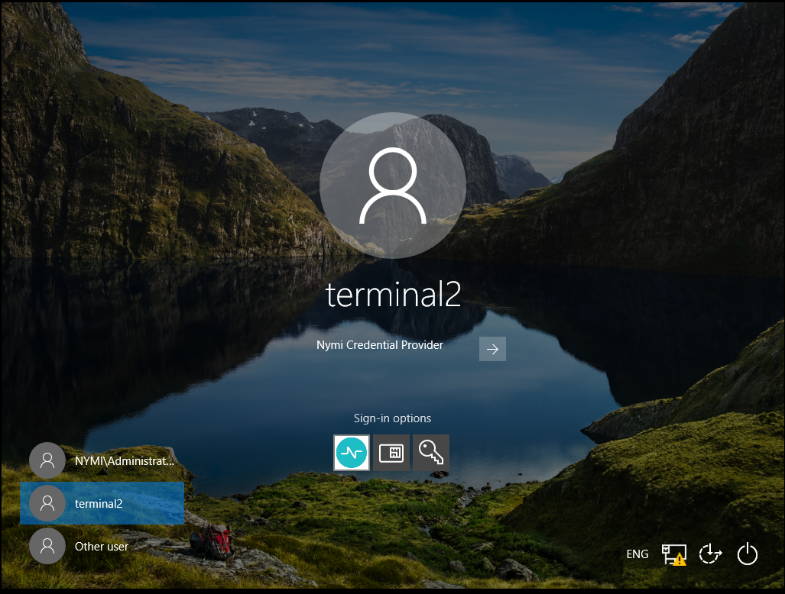 terminal2
Nymi Credential Provider
Sign-in options
NYMI\Administrat...
terminal2
Other user
ENG